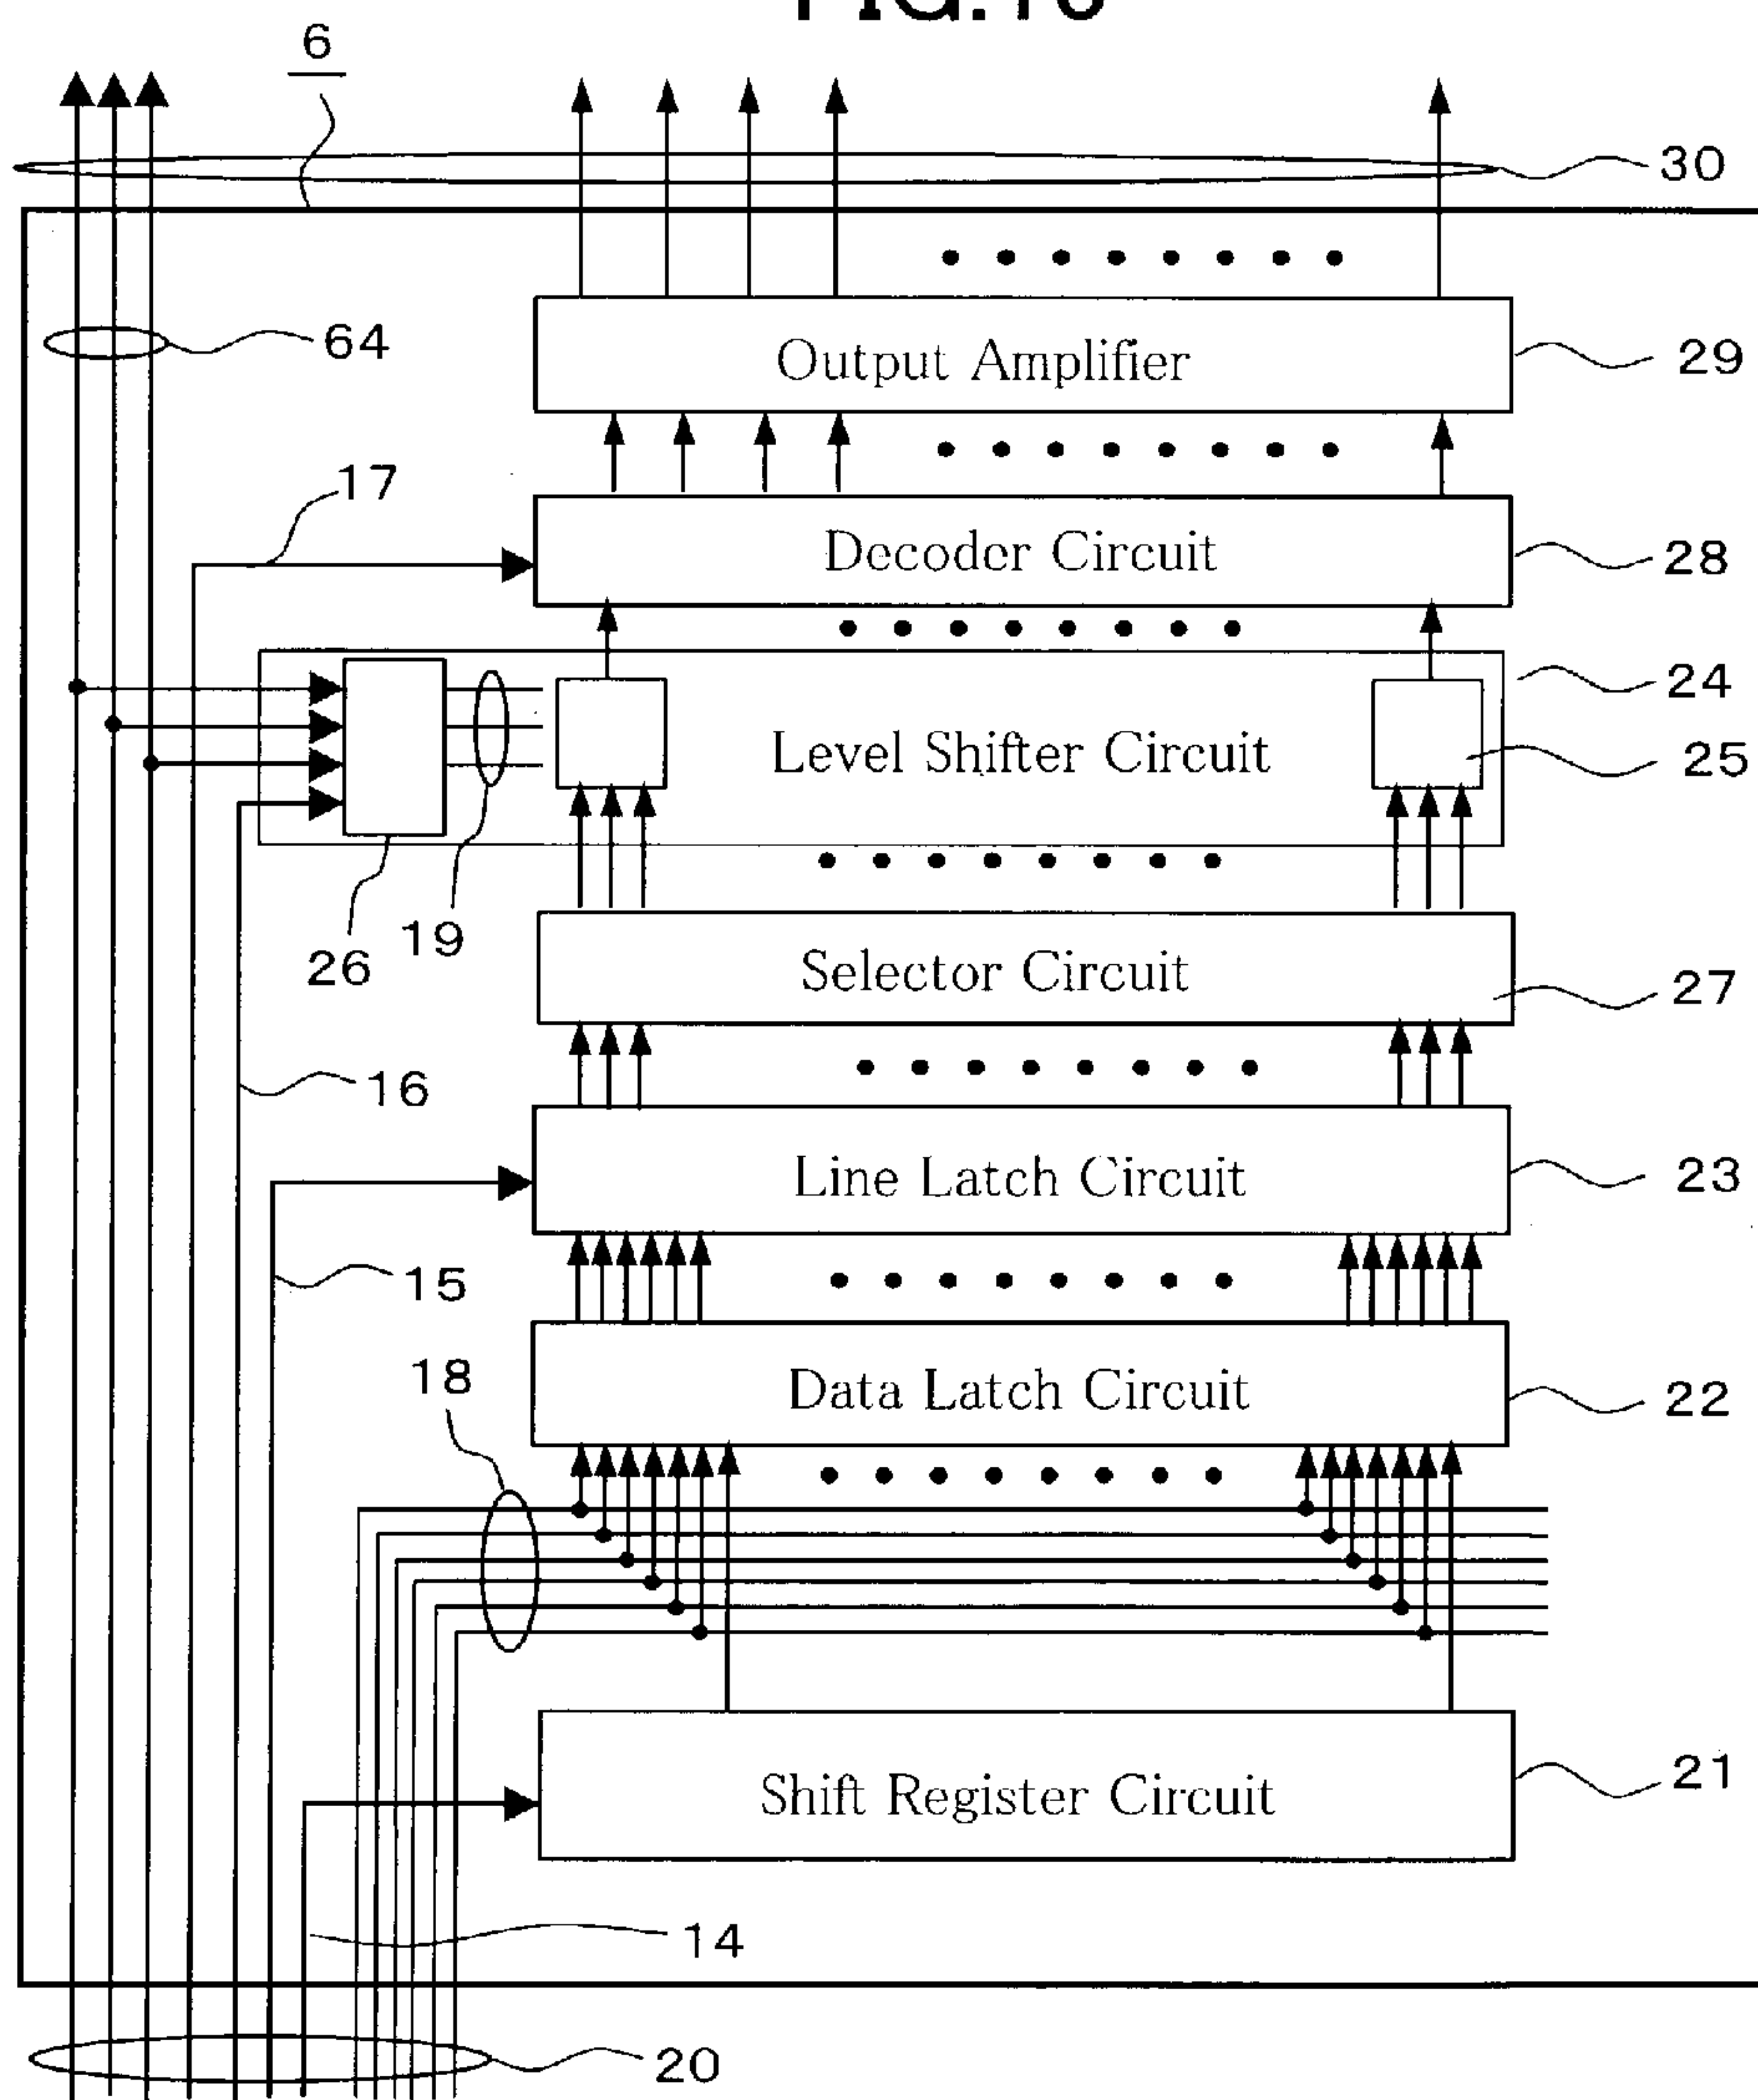 6
30
64
Output Amplifier
29
17
Decoder Circuit
28
24
Level Shifter Circuit
25
26
19
Selector Circuit
27
16
Line Latch Circuit
23
15
18
Data Latch Circuit
22
Shift Register Circuit
21
14
20